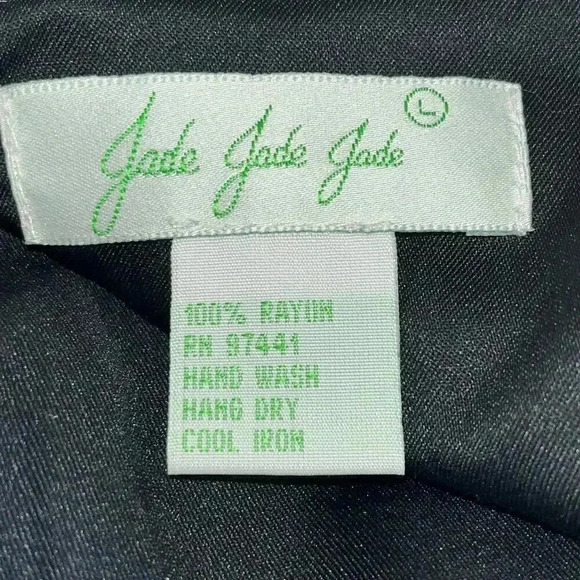 Jade Jade Jade L
100% RAYON
RN 97441
HAND WASH
HANG DRY
COOL IRON